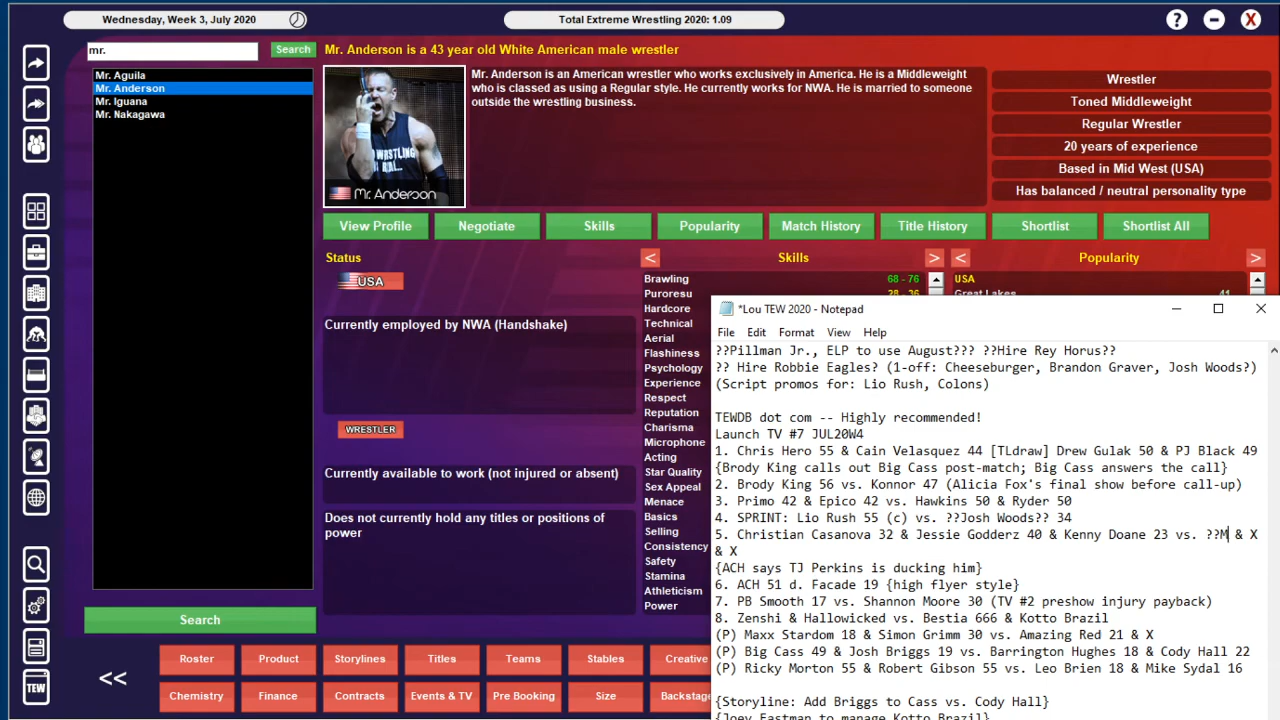 Wednesday, Week 3, July 2020
Total Extreme Wrestling 2020: 1.09
?
X
mr.
Search
Mr. Anderson is a 43 year old White American male wrestler
Mr. Aguila
Mr. Anderson
Mr. Iguana
Mr. Nakagawa
Mr. Anderson
Mr. Anderson is an American wrestler who works exclusively in America. He is a Middleweight
who is classed as using a Regular style. He currently works for NWA. He is married to someone
outside the wrestling business.
Wrestler
Toned Middleweight
Regular Wrestler
20 years of experience
Based in Mid West (USA)
Has balanced / neutral personality type
View Profile
Negotiate
Skills
Popularity
Match History
Title History
Shortlist
Shortlist All
Status
<
Skills
>
<
Popularity
>
USA
Currently employed by NWA (Handshake)
WRESTLER
Currently available to work (not injured or absent)
Does not currently hold any titles or positions of
power
Brawling 68 - 76
Puroresu 28 - 36
Hardcore
Technical
Aerial
Flashiness
Psychology
Experience
Respect
Reputation
Charisma
Microphone
Acting
Star Quality
Sex Appeal
Menace
Basics
Selling
Consistency
Safety
Stamina
Athleticism
Power
USA
Great Lakes 41
*Lou TEW 2020 - Notepad
File Edit Format View Help
??Pillman Jr., ELP to use August??? ??Hire Rey Horus??
?? Hire Robbie Eagles? (1-off: Cheeseburger, Brandon Graver, Josh Woods?)
(Script promos for: Lio Rush, Colons)
TEWDB dot com -- Highly recommended!
Launch TV #7 JUL20W4
1. Chris Hero 55 & Cain Velasquez 44 [TLdraw] Drew Gulak 50 & PJ Black 49
{Brody King calls out Big Cass post-match; Big Cass answers the call}
2. Brody King 56 vs. Konnor 47 (Alicia Fox's final show before call-up)
3. Primo 42 & Epico 42 vs. Hawkins 50 & Ryder 50
4. SPRINT: Lio Rush 55 (c) vs. ??Josh Woods?? 34
5. Christian Casanova 32 & Jessie Godderz 40 & Kenny Doane 23 vs. ??M & X
& X
{ACH says TJ Perkins is ducking him}
6. ACH 51 d. Facade 19 {high flyer style}
7. PB Smooth 17 vs. Shannon Moore 30 (TV #2 preshow injury payback)
8. Zenshi & Hallowicked vs. Bestia 666 & Kotto Brazil
(P) Maxx Stardom 18 & Simon Grimm 30 vs. Amazing Red 21 & X
(P) Big Cass 49 & Josh Briggs 19 vs. Barrington Hughes 18 & Cody Hall 22
(P) Ricky Morton 55 & Robert Gibson 55 vs. Leo Brien 18 & Mike Sydal 16
{Storyline: Add Briggs to Cass vs. Cody Hall}
{Joey Eastman to manage Kotto Brazil}
Search
<<
Roster
Product
Storylines
Titles
Teams
Stables
Creative
Chemistry
Finance
Contracts
Events & TV
Pre Booking
Size
Backstage
TEW